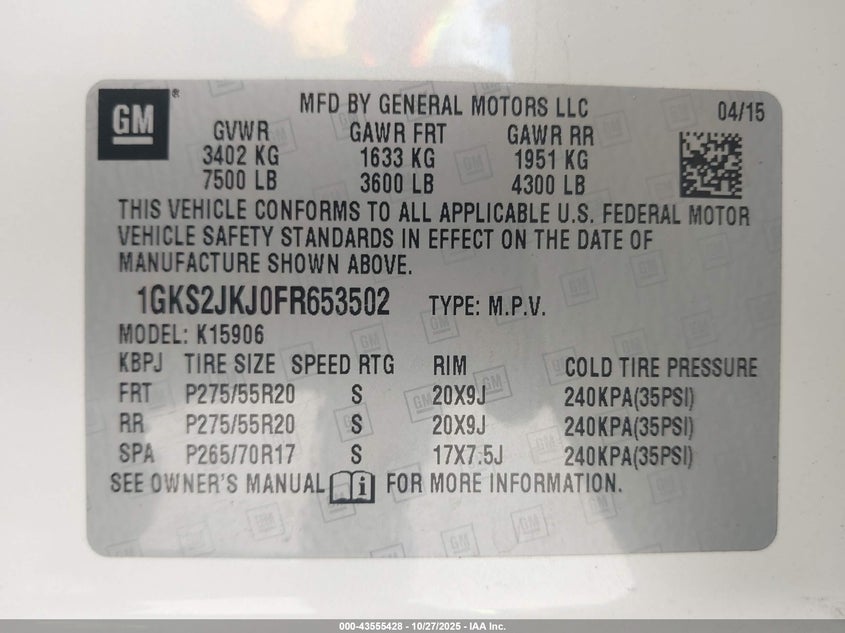 GM ®
MFD BY GENERAL MOTORS LLC 04/15
GVWR GAWR FRT GAWR RR
3402 KG 1633 KG 1951 KG
7500 LB 3600 LB 4300 LB
THIS VEHICLE CONFORMS TO ALL APPLICABLE U.S. FEDERAL MOTOR
VEHICLE SAFETY STANDARDS IN EFFECT ON THE DATE OF
MANUFACTURE SHOWN ABOVE.
1GKS2JKJ0FR653502 TYPE: M.P.V.
MODEL: K15906
KBPJ TIRE SIZE SPEED RTG RIM COLD TIRE PRESSURE
FRT P275/55R20 S 20X9J 240KPA(35PSI)
RR P275/55R20 S 20X9J 240KPA(35PSI)
SPA P265/70R17 S 17X7.5J 240KPA(35PSI)
SEE OWNER'S MANUAL i FOR MORE INFORMATION.
000-43555428 - 10/27/2025 - IAA Inc.